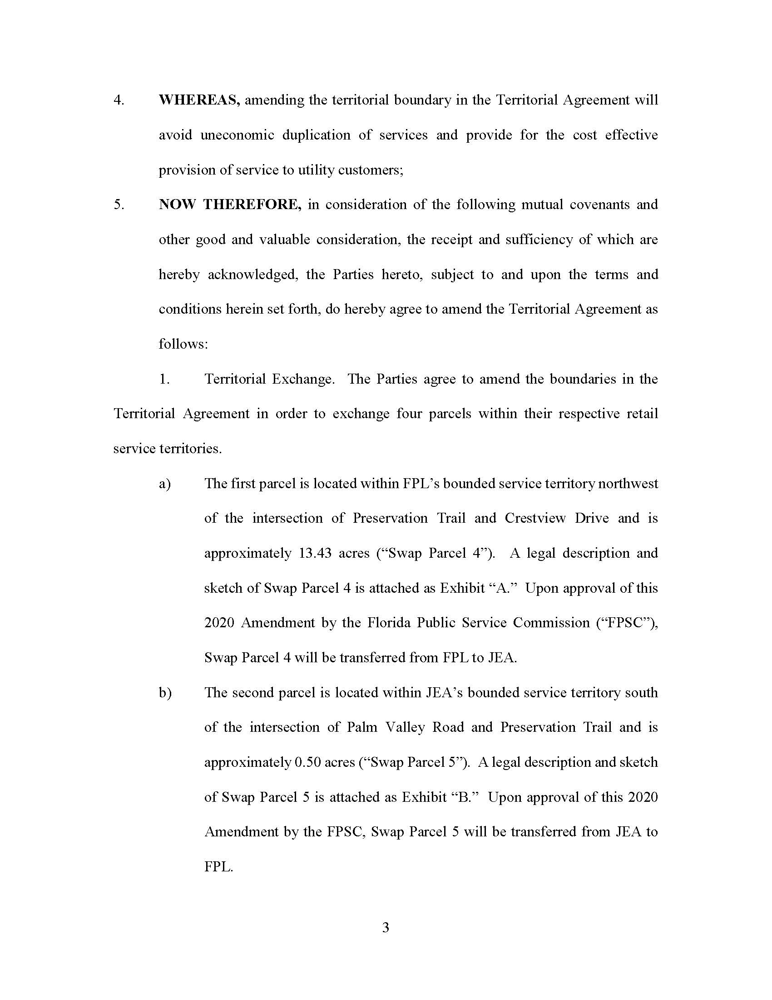 4. WHEREAS, amending the territorial boundary in the Territorial Agreement will
avoid uneconomic duplication of services and provide for the cost effective
provision of service to utility customers;
5. NOW THEREFORE, in consideration of the following mutual covenants and
other good and valuable consideration, the receipt and sufficiency of which are
hereby acknowledged, the Parties hereto, subject to and upon the terms and
conditions herein set forth, do hereby agree to amend the Territorial Agreement as
follows:
1. Territorial Exchange. The Parties agree to amend the boundaries in the
Territorial Agreement in order to exchange four parcels within their respective retail
service territories.
a) The first parcel is located within FPL’s bounded service territory northwest
of the intersection of Preservation Trail and Crestview Drive and is
approximately 13.43 acres (“Swap Parcel 4”). A legal description and
sketch of Swap Parcel 4 is attached as Exhibit “A.” Upon approval of this
2020 Amendment by the Florida Public Service Commission (“FPSC”),
Swap Parcel 4 will be transferred from FPL to JEA.
b) The second parcel is located within JEA’s bounded service territory south
of the intersection of Palm Valley Road and Preservation Trail and is
approximately 0.50 acres (“Swap Parcel 5”). A legal description and sketch
of Swap Parcel 5 is attached as Exhibit “B.” Upon approval of this 2020
Amendment by the FPSC, Swap Parcel 5 will be transferred from JEA to
FPL.
3